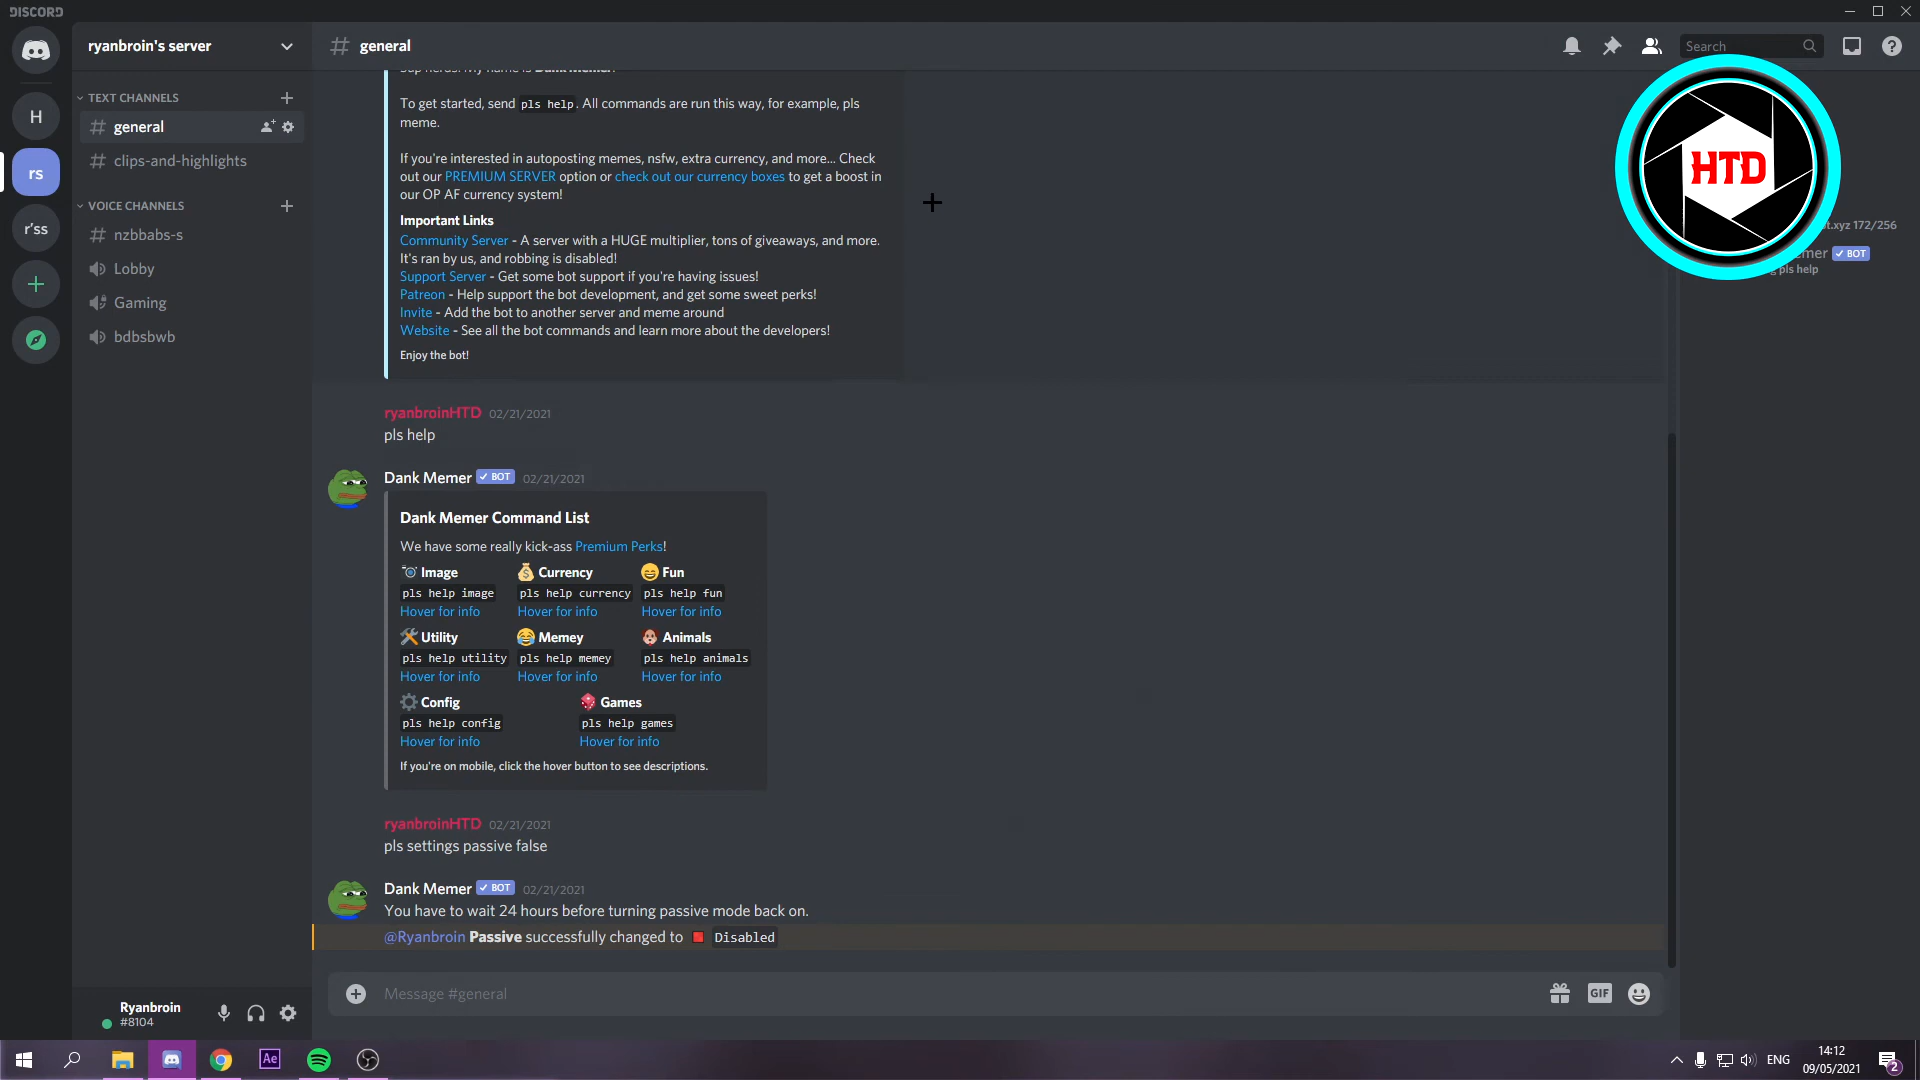 DISCORD
ryanbroin's server
general
Search
TEXT CHANNELS
general
clips-and-highlights
VOICE CHANNELS
nzbbabs-s
Lobby
Gaming
bdbsbwb
H
rs
r'ss
To get started, send pls help. All commands are run this way, for example, pls
meme.
If you're interested in autoposting memes, nsfw, extra currency, and more... Check
out our PREMIUM SERVER option or check out our currency boxes to get a boost in
our OP AF currency system!
Important Links
Community Server - A server with a HUGE multiplier, tons of giveaways, and more.
It's ran by us, and robbing is disabled!
Support Server - Get some bot support if you're having issues!
Patreon - Help support the bot development, and get some sweet perks!
Invite - Add the bot to another server and meme around
Website - See all the bot commands and learn more about the developers!
Enjoy the bot!
ryanbroinHTD 02/21/2021
pls help
Dank Memer BOT 02/21/2021
Dank Memer Command List
We have some really kick-ass Premium Perks!
Image Currency Fun
pls help image pls help currency pls help fun
Hover for info Hover for info Hover for info
Utility Memey Animals
pls help utility pls help memey pls help animals
Hover for info Hover for info Hover for info
Config Games
pls help config pls help games
Hover for info Hover for info
If you're on mobile, click the hover button to see descriptions.
ryanbroinHTD 02/21/2021
pls settings passive false
Dank Memer BOT 02/21/2021
You have to wait 24 hours before turning passive mode back on.
@Ryanbroin Passive successfully changed to Disabled
Message #general
GIF
HTD
.xyz 172/256
mer BOT
pls help
Ryanbroin
#8104
Ae
ENG
14:12
09/05/2021
2